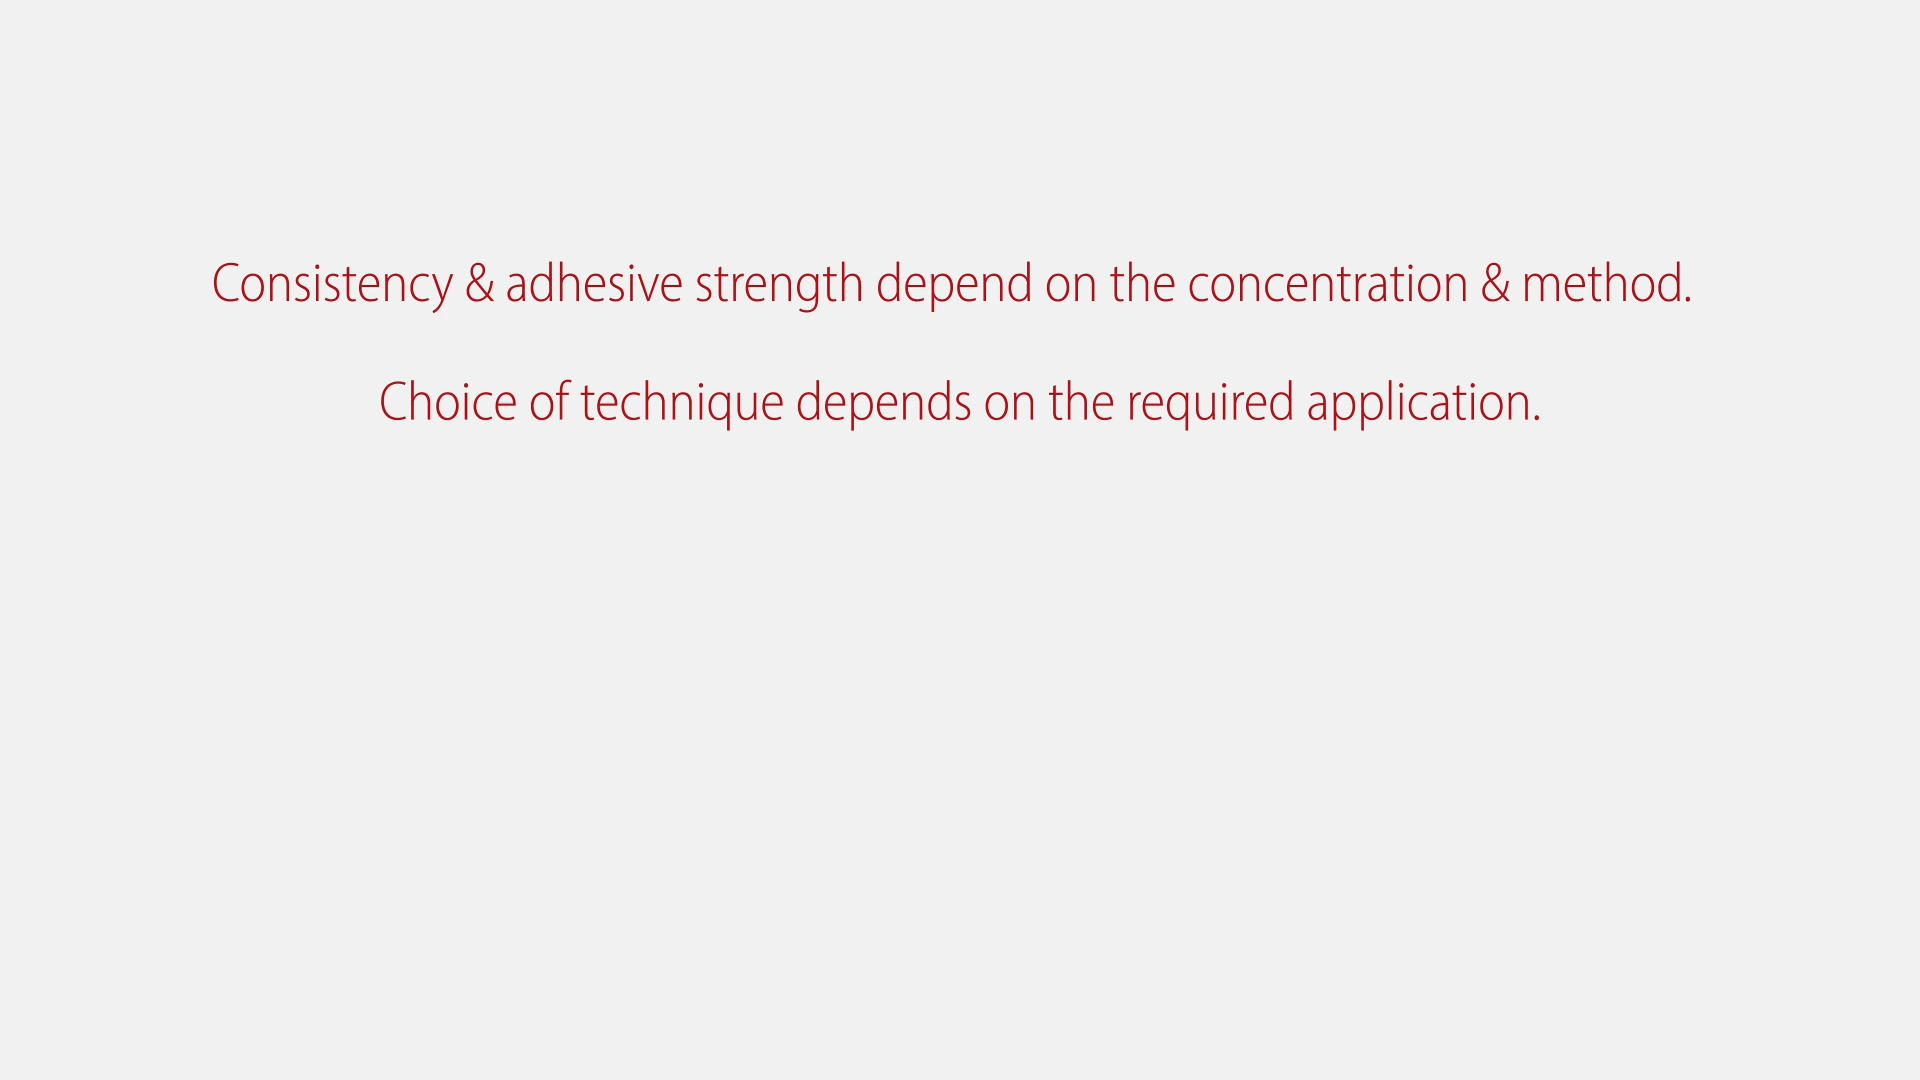 Consistency & adhesive strength depend on the concentration & method.
Choice of technique depends on the required application.